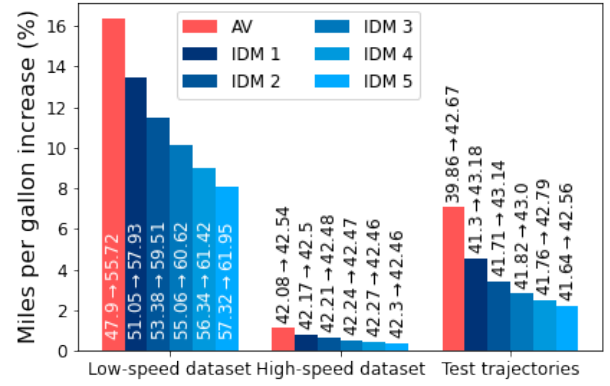 Miles per gallon increase (%)
16
14
12
10
8
6
4
2
0
AV
IDM 1
IDM 2
IDM 3
IDM 4
IDM 5
47.9→55.72
51.05→57.93
53.38→59.51
55.06→60.62
56.34→61.42
57.32→61.95
42.08→42.54
42.17→42.5
42.21→42.48
42.24→42.47
42.27→42.46
42.3→42.46
39.86→42.67
41.3→43.18
41.71→43.14
41.82→43.0
41.76→42.79
41.64→42.56
Low-speed dataset
High-speed dataset
Test trajectories